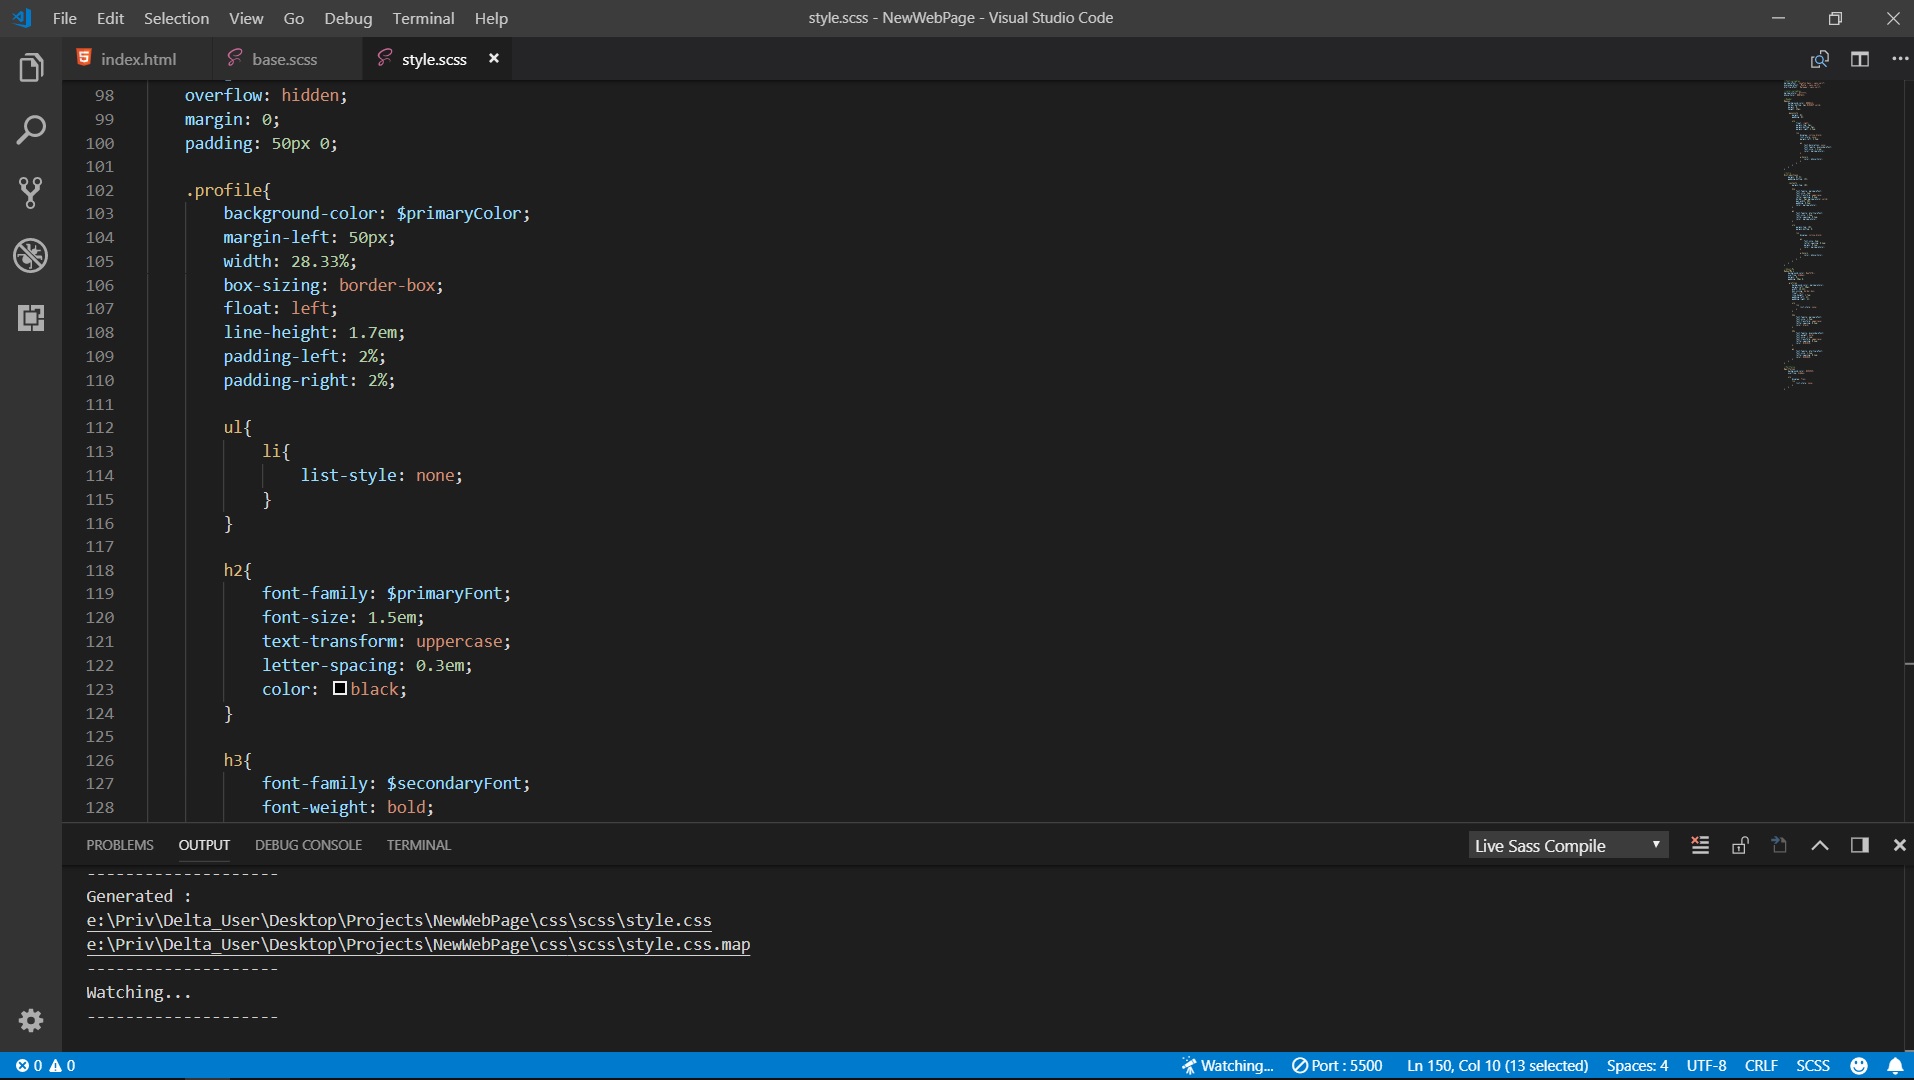 File Edit Selection View Go Debug Terminal Help
style.scss - NewWebPage - Visual Studio Code
index.html base.scss style.scss
98 overflow: hidden;
99 margin: 0;
100 padding: 50px 0;
101
102 .profile{
103 background-color: $primaryColor;
104 margin-left: 50px;
105 width: 28.33%;
106 box-sizing: border-box;
107 float: left;
108 line-height: 1.7em;
109 padding-left: 2%;
110 padding-right: 2%;
111
112 ul{
113 li{
114 list-style: none;
115 }
116 }
117
118 h2{
119 font-family: $primaryFont;
120 font-size: 1.5em;
121 text-transform: uppercase;
122 letter-spacing: 0.3em;
123 color: black;
124 }
125
126 h3{
127 font-family: $secondaryFont;
128 font-weight: bold;
PROBLEMS OUTPUT DEBUG CONSOLE TERMINAL Live Sass Compile
--------------------
Generated :
e:\Priv\Delta_User\Desktop\Projects\NewWebPage\css\scss\style.css
e:\Priv\Delta_User\Desktop\Projects\NewWebPage\css\scss\style.css.map
--------------------
Watching...
--------------------
0 0 Watching... Port : 5500 Ln 150, Col 10 (13 selected) Spaces: 4 UTF-8 CRLF SCSS